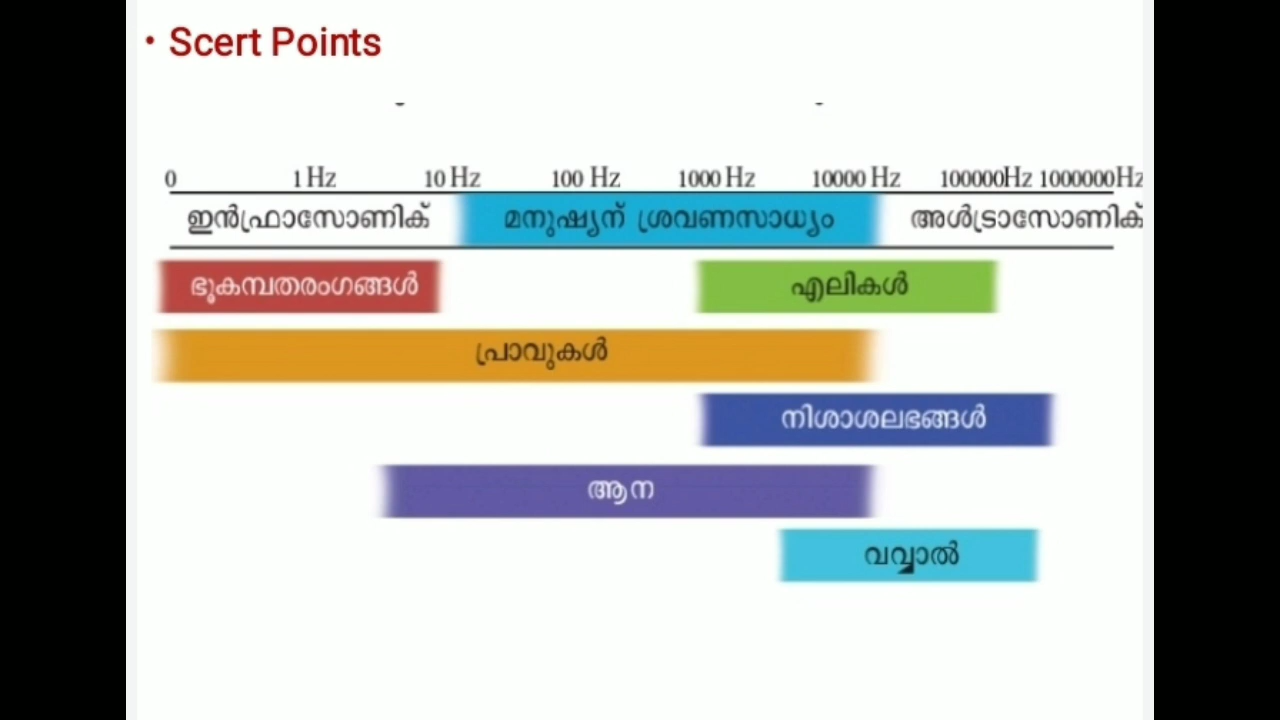 • Scert Points
0 1 Hz 10 Hz 100 Hz 1000 Hz 10000 Hz 100000Hz 1000000Hz
ഇൻഫ്രാസോണിക് മനുഷ്യന് ശ്രവണസാധ്യം അൾട്രാസോണിക്
ഭൂകമ്പതരംഗങ്ങൾ എലികൾ
പ്രാവുകൾ
നിശാശലഭങ്ങൾ
ആന
വവ്വാൽ